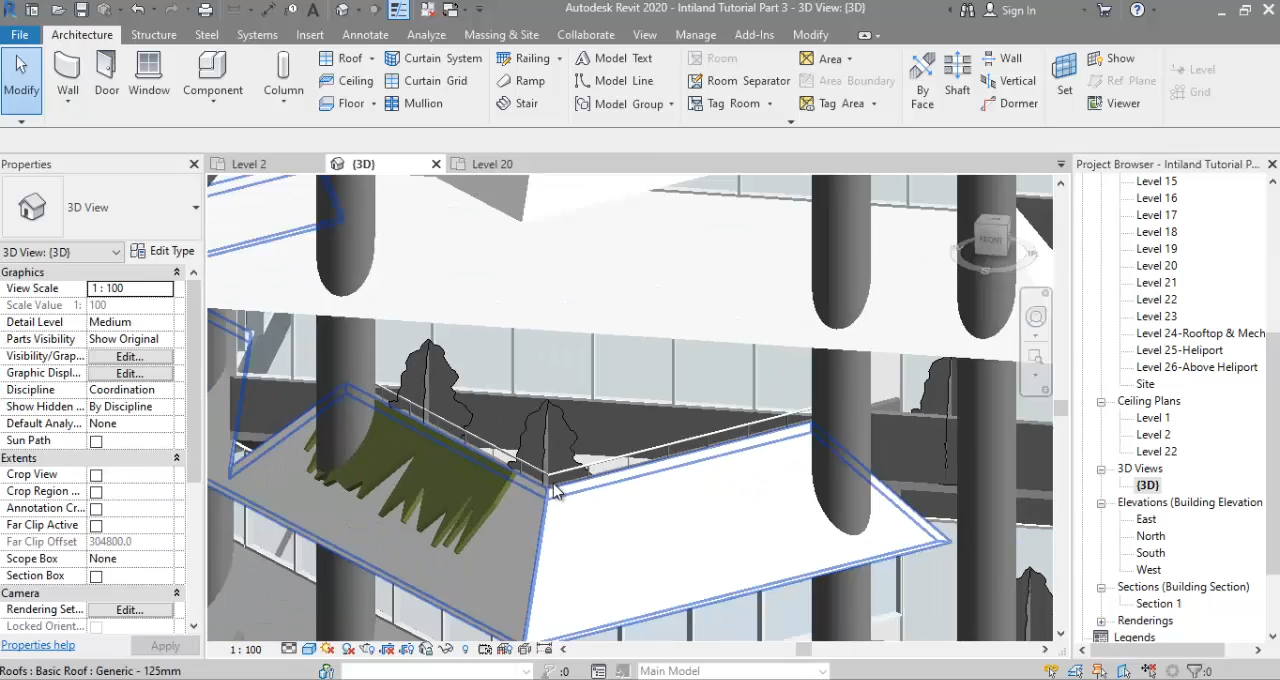 Autodesk Revit 2020 - Intiland Tutorial Part 3 - 3D View: {3D}
Sign In
File Architecture Structure Steel Systems Insert Annotate Analyze Massing & Site Collaborate View Manage Add-Ins Modify
Modify Wall Door Window Component Column
Roof Curtain System Railing Model Text Room Area Wall Show Level
Ceiling Curtain Grid Ramp Model Line Room Separator Area Boundary Vertical Ref Plane Grid
Floor Mullion Stair Model Group Tag Room Tag Area Dormer Viewer
By Face Shaft Set
Properties
Level 2 {3D} Level 20
Project Browser - Intiland Tutorial P...
3D View
3D View: {3D} Edit Type
Graphics
View Scale 1 : 100
Scale Value 1: 100
Detail Level Medium
Parts Visibility Show Original
Visibility/Grap... Edit...
Graphic Displ... Edit...
Discipline Coordination
Show Hidden ... By Discipline
Default Analy... None
Sun Path
Extents
Crop View
Crop Region ...
Annotation Cr...
Far Clip Active
Far Clip Offset 304800.0
Scope Box None
Section Box
Camera
Rendering Set... Edit...
Locked Orient...
Properties help Apply
FRONT
Level 15
Level 16
Level 17
Level 18
Level 19
Level 20
Level 21
Level 22
Level 23
Level 24-Rooftop & Mech
Level 25-Heliport
Level 26-Above Heliport
Site
Ceiling Plans
Level 1
Level 2
Level 22
3D Views
{3D}
Elevations (Building Elevation
East
North
South
West
Sections (Building Section)
Section 1
Renderings
Legends
1 : 100
Roofs : Basic Roof : Generic - 125mm
:0 Main Model :0